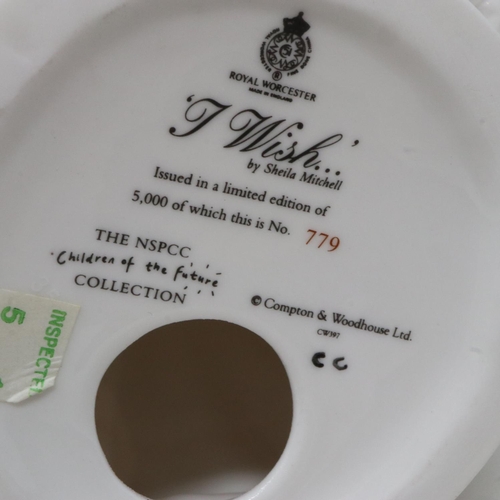 ROYAL WORCESTER
MADE IN ENGLAND
'I Wish...'
by Sheila Mitchell
Issued in a limited edition of
5,000 of which this is No. 779
THE NSPCC
Children of the future
COLLECTION
© Compton & Woodhouse Ltd.
CW397
CC
INSPECTE
5